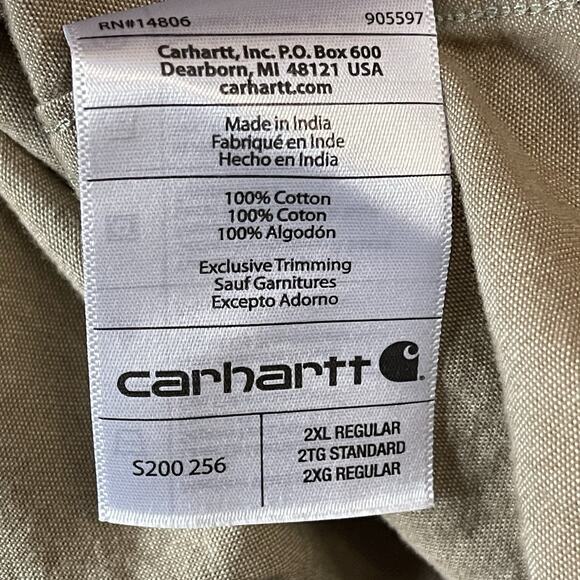 RN#14806 905597
Carhartt, Inc. P.O. Box 600
Dearborn, MI 48121 USA
carhartt.com
Made in India
Fabriqué en Inde
Hecho en India
100% Cotton
100% Coton
100% Algodón
Exclusive Trimming
Sauf Garnitures
Excepto Adorno
carhartt
S200 256
2XL REGULAR
2TG STANDARD
2XG REGULAR